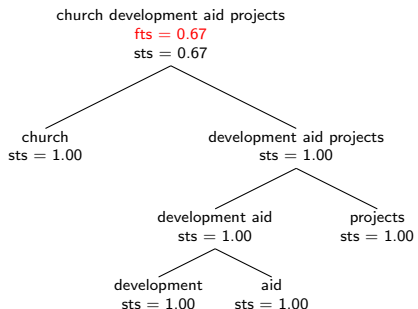 church development aid projects
fts = 0.67
sts = 0.67
church
sts = 1.00
development aid projects
sts = 1.00
development aid
sts = 1.00
projects
sts = 1.00
development
sts = 1.00
aid
sts = 1.00